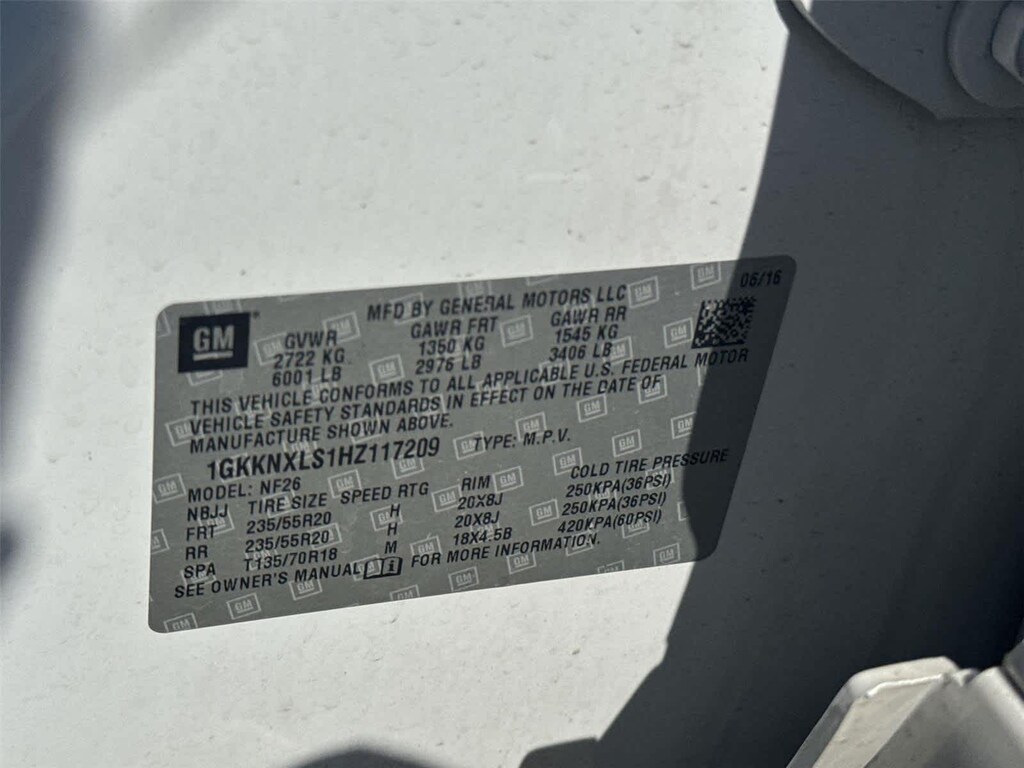 06/16
MFD BY GENERAL MOTORS LLC
GM
GVWR GAWR FRT GAWR RR
2722 KG 1350 KG 1545 KG
6001 LB 2976 LB 3406 LB
THIS VEHICLE CONFORMS TO ALL APPLICABLE U.S. FEDERAL MOTOR
VEHICLE SAFETY STANDARDS IN EFFECT ON THE DATE OF
MANUFACTURE SHOWN ABOVE.
1GKKNXLS1HZ117209 TYPE: M.P.V.
MODEL: NF26
NBJJ TIRE SIZE SPEED RTG RIM COLD TIRE PRESSURE
FRT 235/55R20 H 20X8J 250KPA(36PSI)
RR 235/55R20 H 20X8J 250KPA(36PSI)
SPA T135/70R18 M 18X4.5B 420KPA(60PSI)
SEE OWNER'S MANUAL FOR MORE INFORMATION.